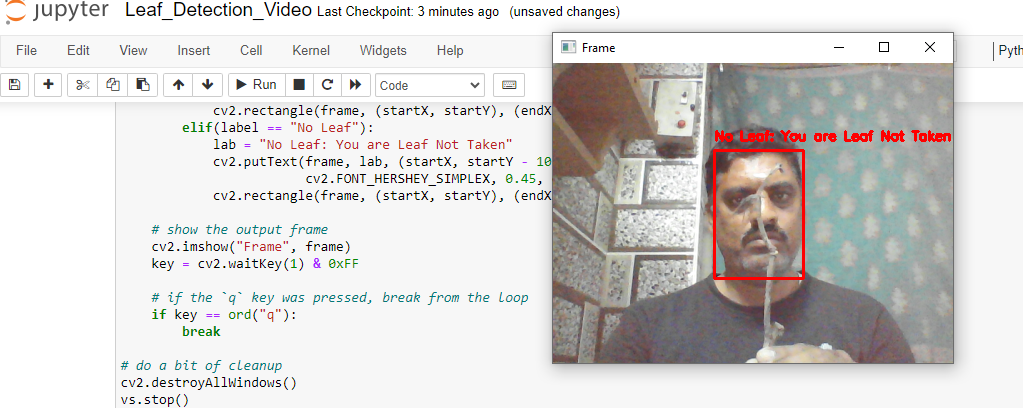 jupyter Leaf_Detection_Video Last Checkpoint: 3 minutes ago (unsaved changes)
File Edit View Insert Cell Kernel Widgets Help
Pyth
Run Code
cv2.rectangle(frame, (startX, startY), (endX
elif(label == "No Leaf"):
lab = "No Leaf: You are Leaf Not Taken"
cv2.putText(frame, lab, (startX, startY - 10
cv2.FONT_HERSHEY_SIMPLEX, 0.45,
cv2.rectangle(frame, (startX, startY), (endX
# show the output frame
cv2.imshow("Frame", frame)
key = cv2.waitKey(1) & 0xFF
# if the `q` key was pressed, break from the loop
if key == ord("q"):
break
# do a bit of cleanup
cv2.destroyAllWindows()
vs.stop()
Frame
No Leaf: You are Leaf Not Taken